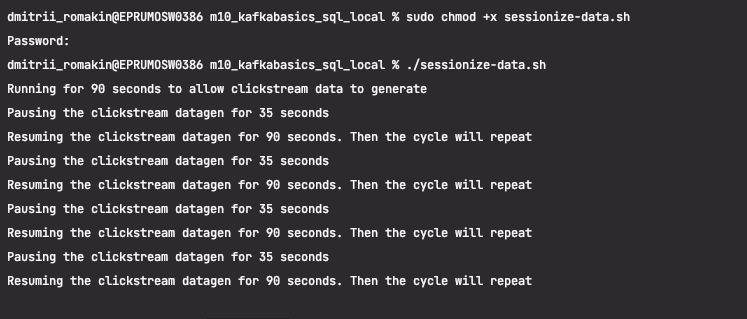 dmitrii_romakin@EPRUMOSW0386 m10_kafkabasics_sql_local % sudo chmod +x sessionize-data.sh
Password:
dmitrii_romakin@EPRUMOSW0386 m10_kafkabasics_sql_local % ./sessionize-data.sh
Running for 90 seconds to allow clickstream data to generate
Pausing the clickstream datagen for 35 seconds
Resuming the clickstream datagen for 90 seconds. Then the cycle will repeat
Pausing the clickstream datagen for 35 seconds
Resuming the clickstream datagen for 90 seconds. Then the cycle will repeat
Pausing the clickstream datagen for 35 seconds
Resuming the clickstream datagen for 90 seconds. Then the cycle will repeat
Pausing the clickstream datagen for 35 seconds
Resuming the clickstream datagen for 90 seconds. Then the cycle will repeat